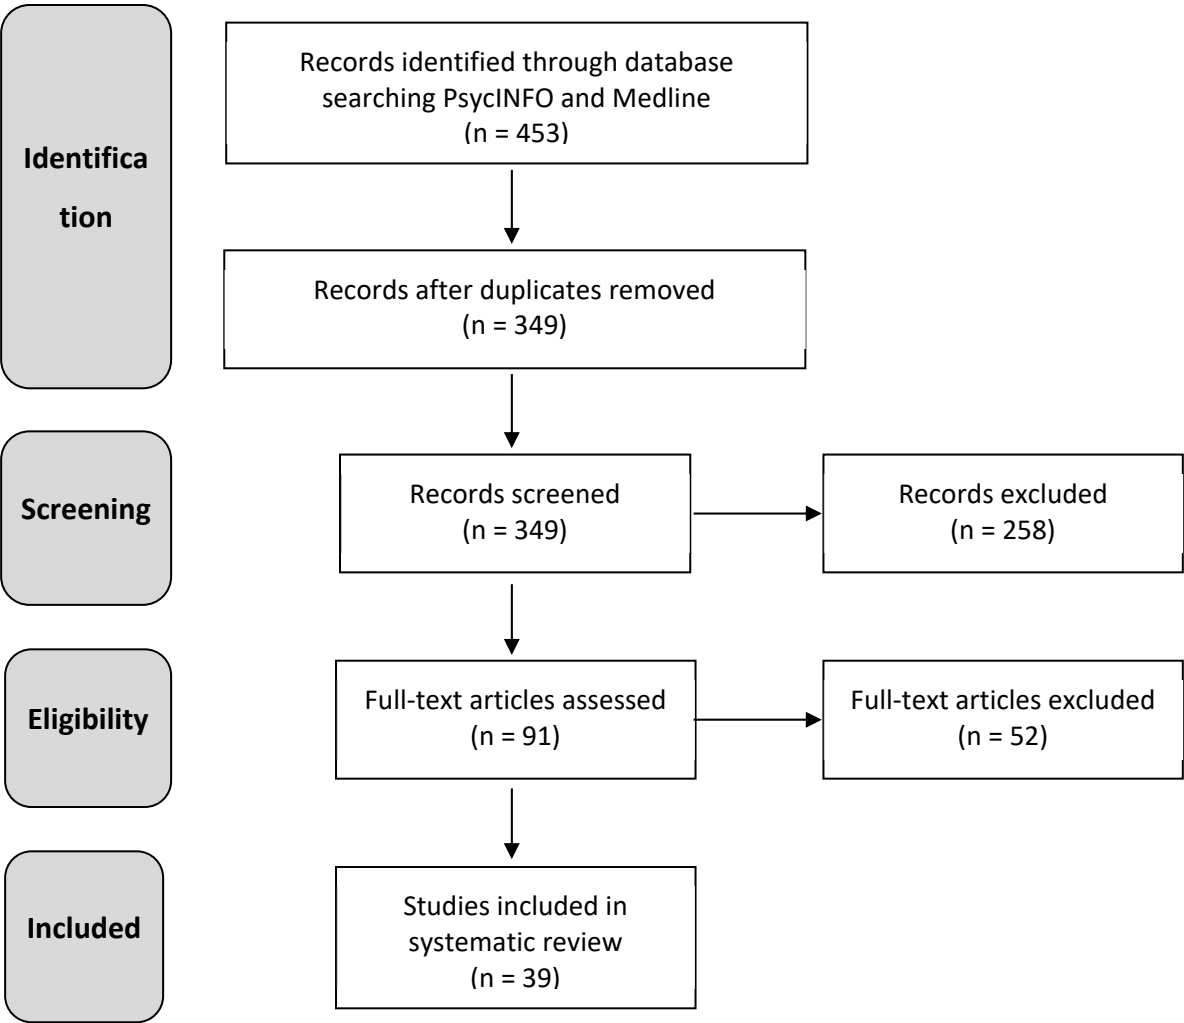 Identifica
tion
Records identified through database
searching PsycINFO and Medline
(n = 453)
Records after duplicates removed
(n = 349)
Screening
Records screened
(n = 349)
Records excluded
(n = 258)
Eligibility
Full-text articles assessed
(n = 91)
Full-text articles excluded
(n = 52)
Included
Studies included in
systematic review
(n = 39)